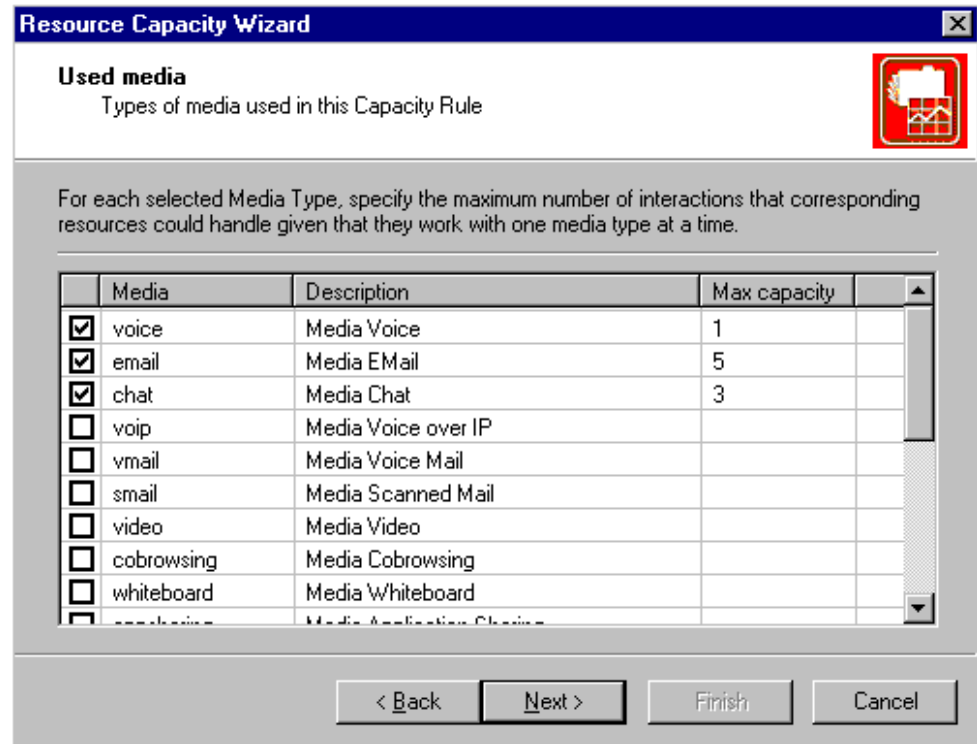 Resource Capacity Wizard
Used media
Types of media used in this Capacity Rule
For each selected Media Type, specify the maximum number of interactions that corresponding
resources could handle given that they work with one media type at a time.
Media Description Max capacity
voice Media Voice 1
email Media EMail 5
chat Media Chat 3
voip Media Voice over IP
vmail Media Voice Mail
smail Media Scanned Mail
video Media Video
cobrowsing Media Cobrowsing
whiteboard Media Whiteboard
Media Application Sharing
< Back Next > Finish Cancel